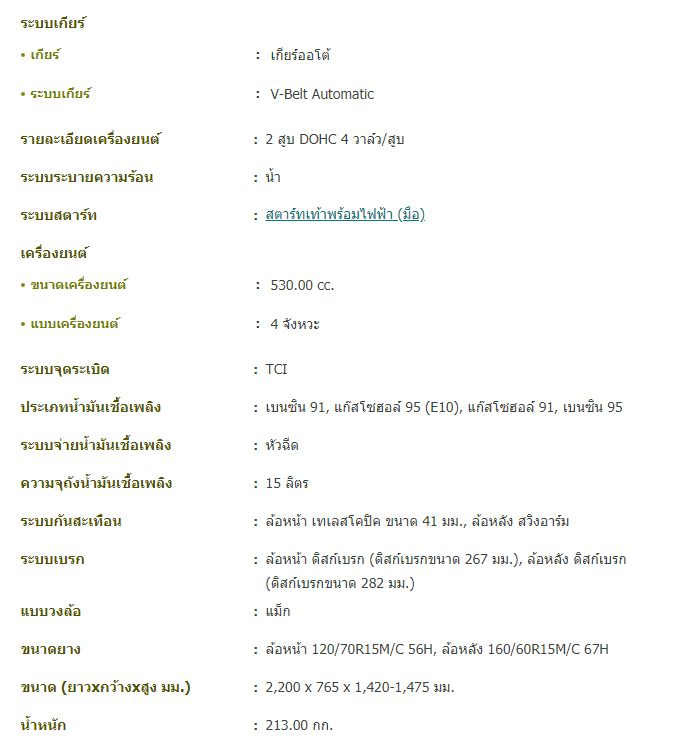 ระบบเกียร์
• เกียร์ : เกียร์ออโต้
• ระบบเกียร์ : V-Belt Automatic
รายละเอียดเครื่องยนต์ : 2 สูบ DOHC 4 วาล์ว/สูบ
ระบบระบายความร้อน : น้ำ
ระบบสตาร์ท : สตาร์ทเท้าพร้อมไฟฟ้า (มือ)
เครื่องยนต์
• ขนาดเครื่องยนต์ : 530.00 cc.
• แบบเครื่องยนต์ : 4 จังหวะ
ระบบจุดระเบิด : TCI
ประเภทน้ำมันเชื้อเพลิง : เบนซิน 91, แก๊สโซฮอล์ 95 (E10), แก๊สโซฮอล์ 91, เบนซิน 95
ระบบจ่ายน้ำมันเชื้อเพลิง : หัวฉีด
ความจุถังน้ำมันเชื้อเพลิง : 15 ลิตร
ระบบกันสะเทือน : ล้อหน้า เทเลสโคปิค ขนาด 41 มม., ล้อหลัง สวิงอาร์ม
ระบบเบรก : ล้อหน้า ดิสก์เบรก (ดิสก์เบรกขนาด 267 มม.), ล้อหลัง ดิสก์เบรก
(ดิสก์เบรกขนาด 282 มม.)
แบบวงล้อ : แม็ก
ขนาดยาง : ล้อหน้า 120/70R15M/C 56H, ล้อหลัง 160/60R15M/C 67H
ขนาด (ยาวxกว้างxสูง มม.) : 2,200 x 765 x 1,420-1,475 มม.
น้ำหนัก : 213.00 กก.